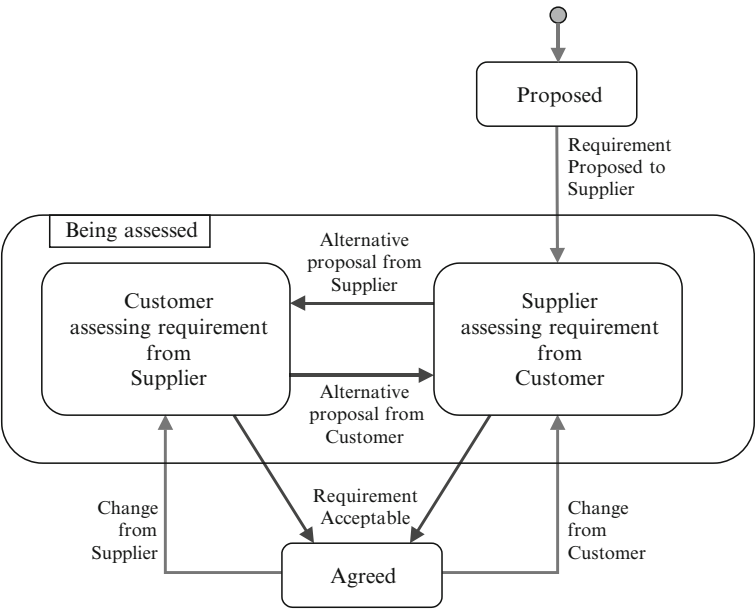 Proposed
Requirement
Proposed to
Supplier
Being assessed
Alternative
proposal from
Supplier
Customer
assessing requirement
from
Supplier
Supplier
assessing requirement
from
Customer
Alternative
proposal from
Customer
Change
from
Supplier
Requirement
Acceptable
Change
from
Customer
Agreed